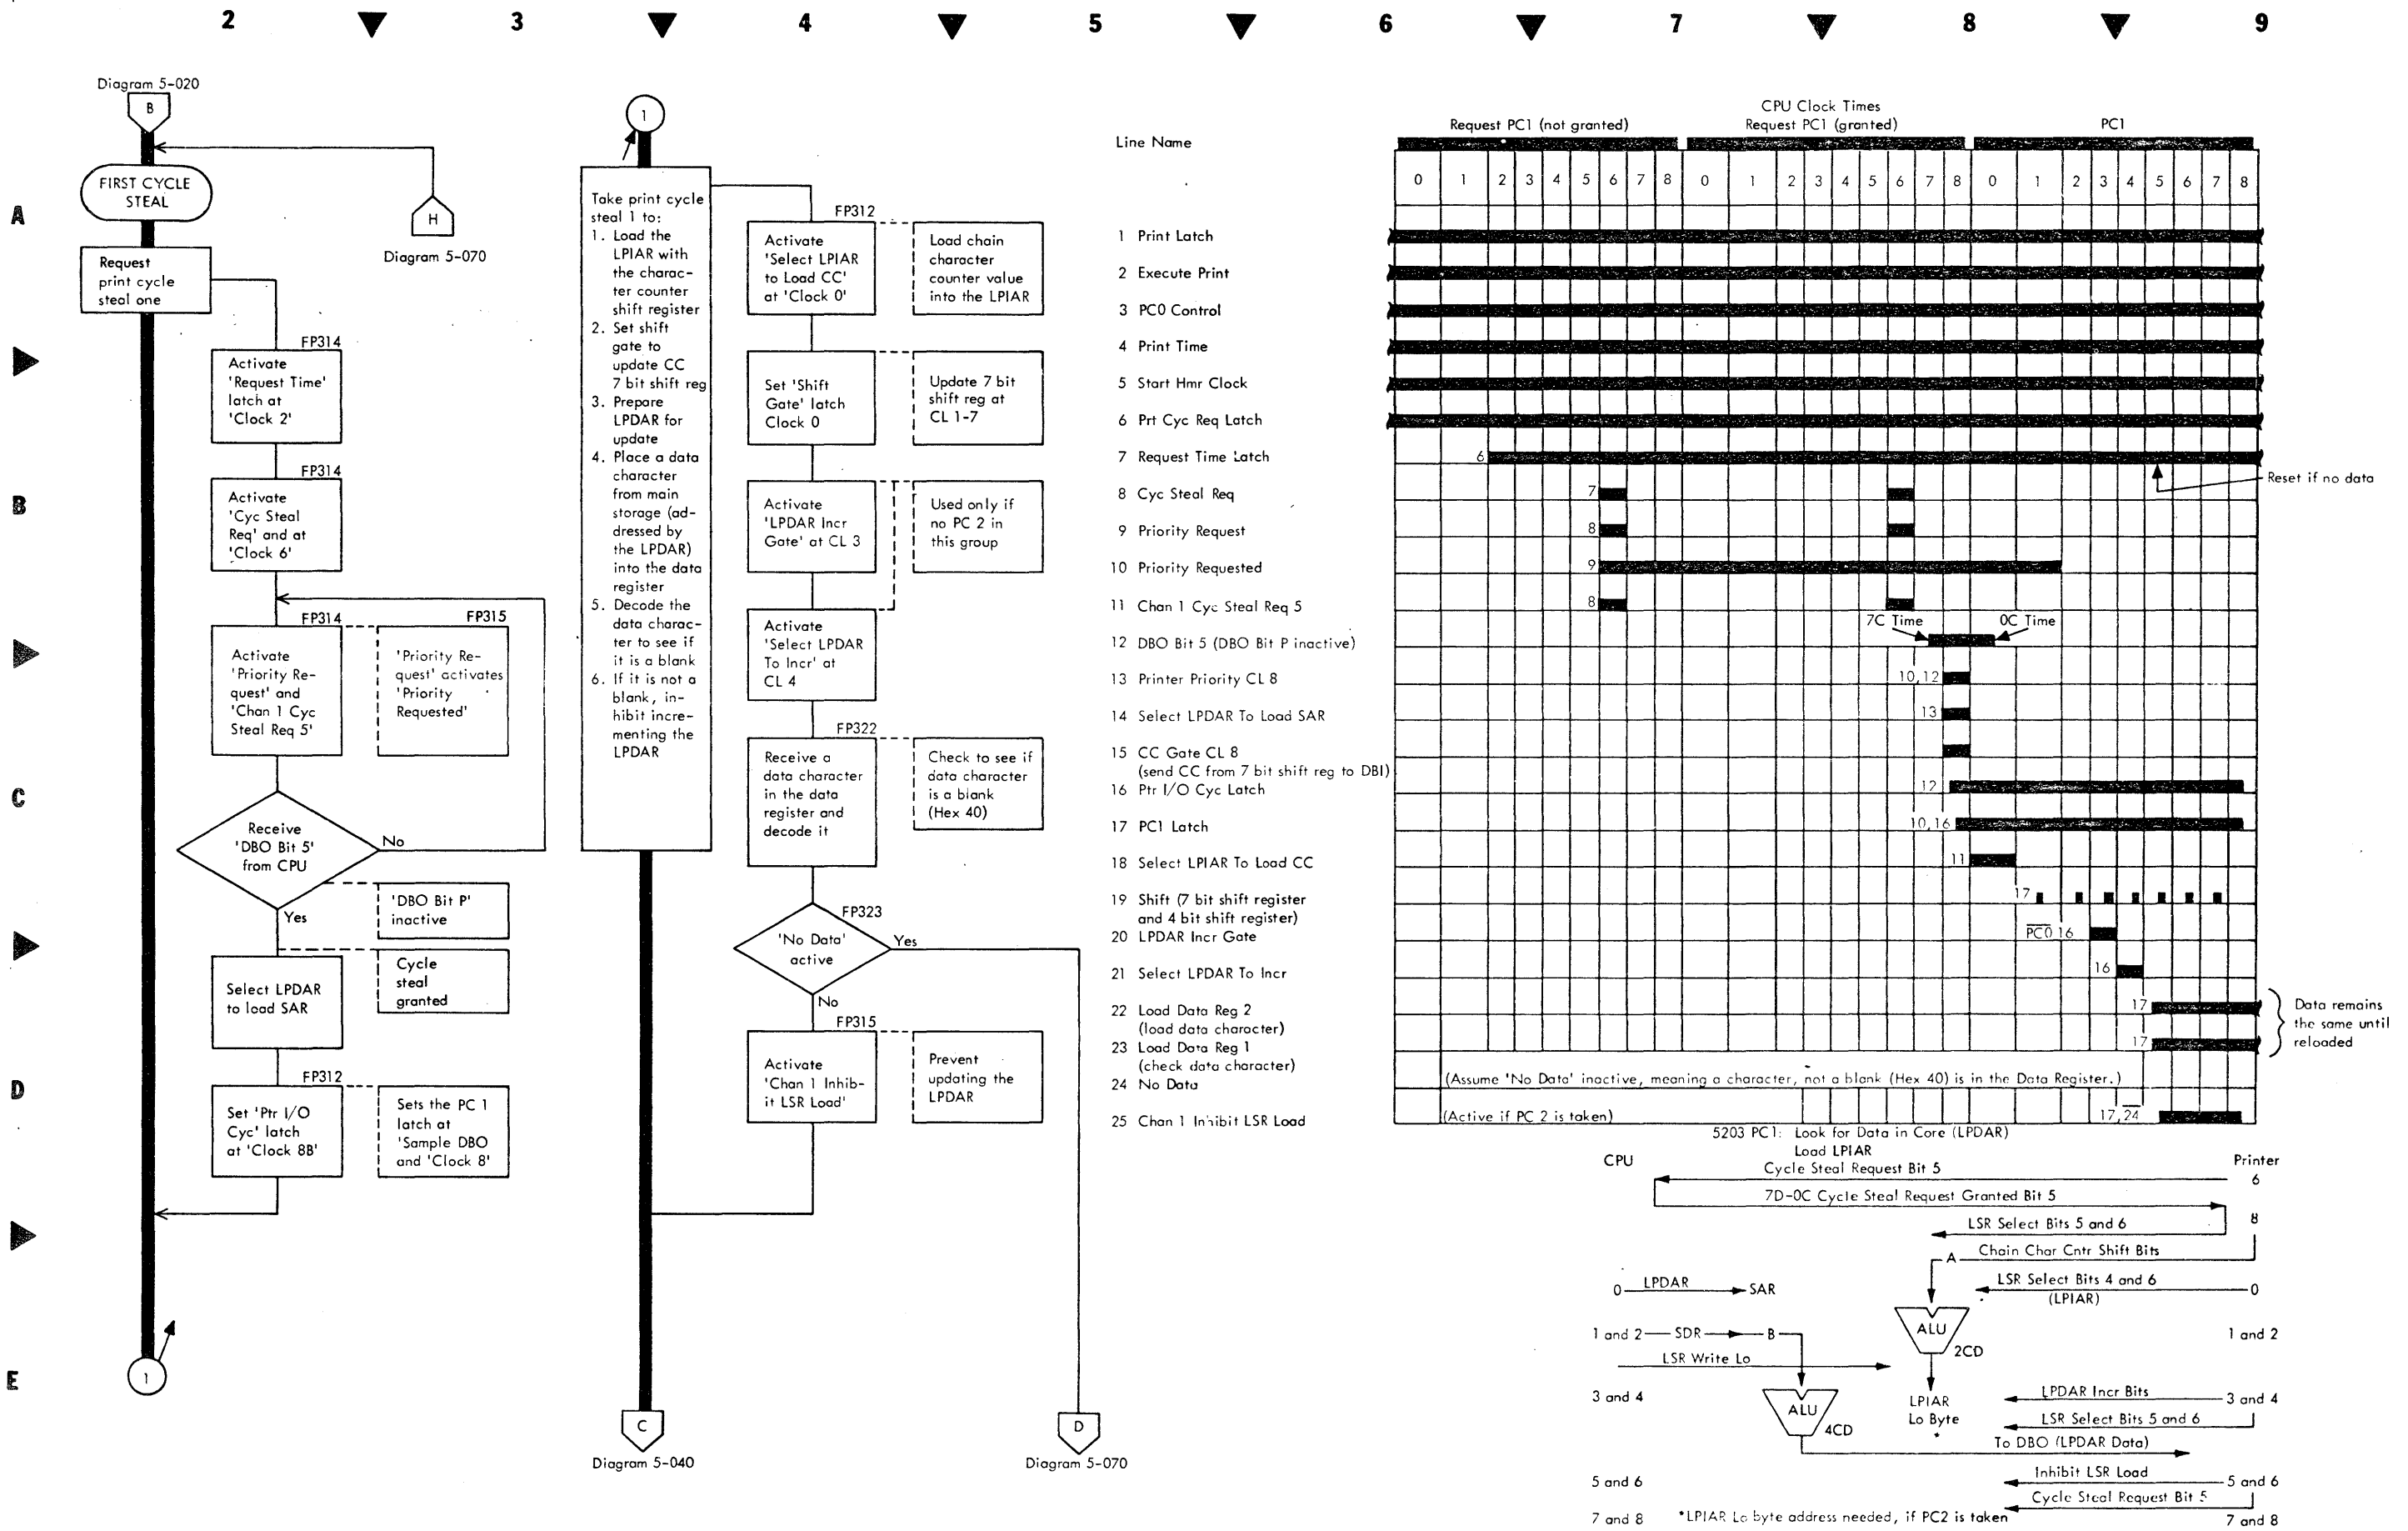 2 3 4 5 6 7 8 9
A
B
C
D
E
Diagram 5-020
B
FIRST CYCLE
STEAL
H
Diagram 5-070
Request
print cycle
steal one
FP314
Activate
'Request Time'
latch at
'Clock 2'
FP314
Activate
'Cyc Steal
Req' and at
'Clock 6'
FP314
Activate
'Priority Re-
quest' and
'Chan 1 Cyc
Steal Req 5'
FP315
'Priority Re-
quest' activates
'Priority
Requested'
Receive
'DBO Bit 5'
from CPU
No
Yes
'DBO Bit P'
inactive
Cycle
steal
granted
Select LPDAR
to load SAR
FP312
Set 'Ptr I/O
Cyc' latch
at 'Clock 8B'
Sets the PC 1
latch at
'Sample DBO
and 'Clock 8'
1
1
Take print cycle
steal 1 to:
1. Load the
LPIAR with
the charac-
ter counter
shift register
2. Set shift
gate to
update CC
7 bit shift reg
3. Prepare
LPDAR for
update
4. Place a data
character
from main
storage (ad-
dressed by
the LPDAR)
into the data
register
5. Decode the
data charac-
ter to see if
it is a blank
6. If it is not a
blank, in-
hibit incre-
menting the
LPDAR
FP312
Activate
'Select LPIAR
to Load CC'
at 'Clock 0'
Load chain
character
counter value
into the LPIAR
Set 'Shift
Gate' latch
Clock 0
Update 7 bit
shift reg at
CL 1-7
Activate
'LPDAR Incr
Gate' at CL 3
Used only if
no PC 2 in
this group
Activate
'Select LPDAR
To Incr' at
CL 4
FP322
Receive a
data character
in the data
register and
decode it
Check to see if
data character
is a blank
(Hex 40)
FP323
'No Data'
active
Yes
No
FP315
Activate
'Chan 1 Inhib-
it LSR Load'
Prevent
updating the
LPDAR
C
Diagram 5-040
D
Diagram 5-070
CPU Clock Times
Request PC1 (not granted) Request PC1 (granted) PC1
Line Name
0 1 2 3 4 5 6 7 8 0 1 2 3 4 5 6 7 8 0 1 2 3 4 5 6 7 8
1 Print Latch
2 Execute Print
3 PC0 Control
4 Print Time
5 Start Hmr Clock
6 Prt Cyc Req Latch
7 Request Time Latch 6
Reset if no data
8 Cyc Steal Req 7
9 Priority Request 8
10 Priority Requested 9
11 Chan 1 Cyc Steal Req 5 8
7C Time 0C Time
12 DBO Bit 5 (DBO Bit P inactive)
13 Printer Priority CL 8 10,12
14 Select LPDAR To Load SAR 13
15 CC Gate CL 8
(send CC from 7 bit shift reg to DBI)
16 Ptr I/O Cyc Latch 12
17 PC1 Latch 10,16
18 Select LPIAR To Load CC 11
19 Shift (7 bit shift register 17
and 4 bit shift register)
20 LPDAR Incr Gate PC0 16
21 Select LPDAR To Incr 16
22 Load Data Reg 2 17
(load data character)
23 Load Data Reg 1 17
(check data character)
Data remains
the same until
reloaded
24 No Data (Assume 'No Data' inactive, meaning a character, not a blank (Hex 40) is in the Data Register.)
25 Chan 1 Inhibit LSR Load (Active if PC 2 is taken) 17,24
5203 PC1: Look for Data in Core (LPDAR)
Load LPIAR
CPU Printer
Cycle Steal Request Bit 5 6
7D-0C Cycle Steal Request Granted Bit 5
LSR Select Bits 5 and 6 8
A Chain Char Cntr Shift Bits
0 LPDAR SAR LSR Select Bits 4 and 6 0
(LPIAR)
ALU
2CD
1 and 2 SDR B 1 and 2
LSR Write Lo
3 and 4 LPDAR Incr Bits 3 and 4
ALU
4CD
LPIAR
Lo Byte
*
LSR Select Bits 5 and 6
To DBO (LPDAR Data)
5 and 6 Inhibit LSR Load 5 and 6
Cycle Steal Request Bit 5
7 and 8 *LPIAR Lo byte address needed, if PC2 is taken 7 and 8